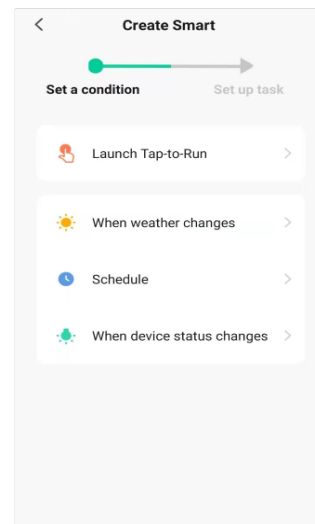 Create Smart
Set a condition
Set up task
Launch Tap-to-Run
When weather changes
Schedule
When device status changes